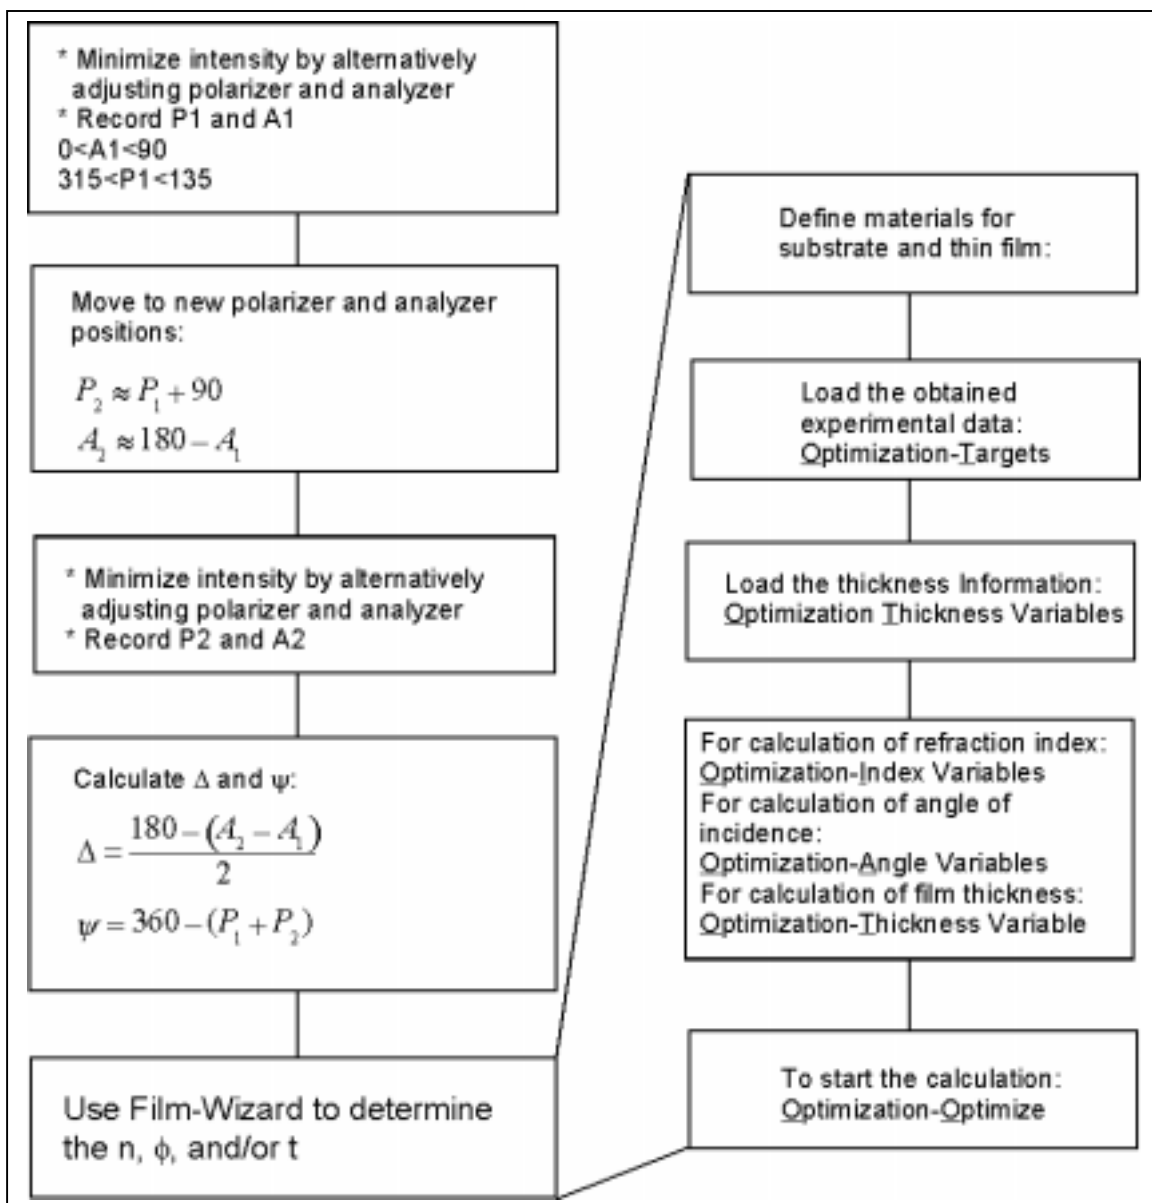 * Minimize intensity by alternatively
adjusting polarizer and analyzer
* Record P1 and A1
0<A1<90
315<P1<135
Move to new polarizer and analyzer
positions:
P₂ ≈ P₁ + 90
A₂ ≈ 180 − A₁
* Minimize intensity by alternatively
adjusting polarizer and analyzer
* Record P2 and A2
Calculate Δ and ψ:
Δ = (180 − (A₂ − A₁)) / 2
ψ = 360 − (P₁ + P₂)
Use Film-Wizard to determine
the n, ϕ, and/or t
Define materials for
substrate and thin film:
Load the obtained
experimental data:
Optimization-Targets
Load the thickness Information:
Optimization Thickness Variables
For calculation of refraction index:
Optimization-Index Variables
For calculation of angle of
incidence:
Optimization-Angle Variables
For calculation of film thickness:
Optimization-Thickness Variable
To start the calculation:
Optimization-Optimize